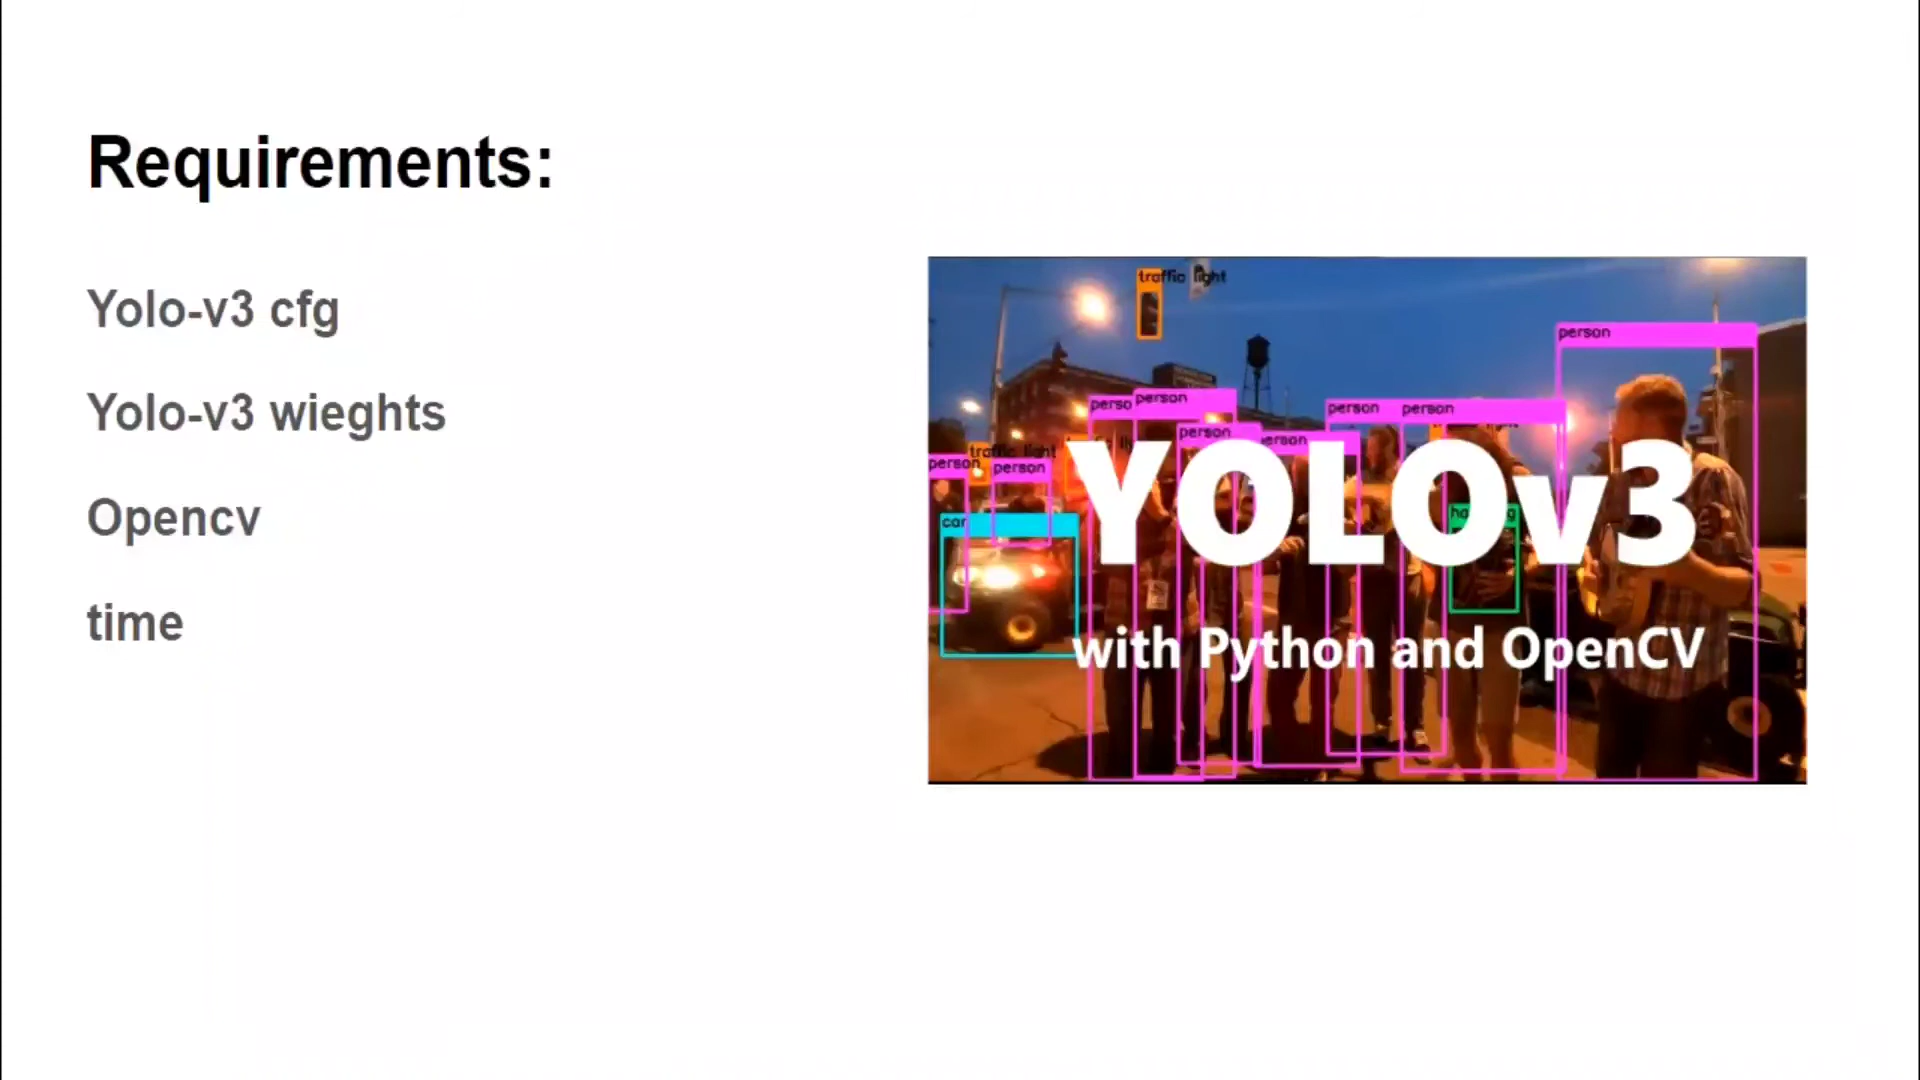 Requirements:
Yolo-v3 cfg
Yolo-v3 wieghts
Opencv
time
traffic light
person
perso
person
person
person
person
traffic light
person
person
car
YOLOv3
with Python and OpenCV